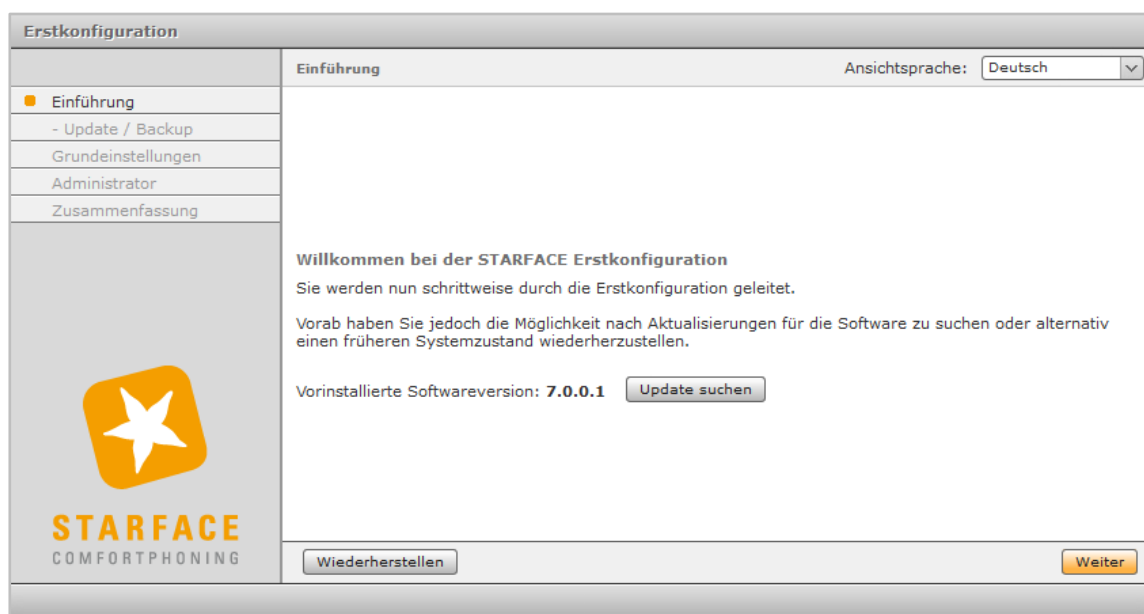 Erstkonfiguration
Einführung
Ansichtsprache: Deutsch
Einführung
- Update / Backup
Grundeinstellungen
Administrator
Zusammenfassung
Willkommen bei der STARFACE Erstkonfiguration
Sie werden nun schrittweise durch die Erstkonfiguration geleitet.
Vorab haben Sie jedoch die Möglichkeit nach Aktualisierungen für die Software zu suchen oder alternativ
einen früheren Systemzustand wiederherzustellen.
Vorinstallierte Softwareversion: 7.0.0.1 Update suchen
STARFACE
COMFORTPHONING
Wiederherstellen
Weiter